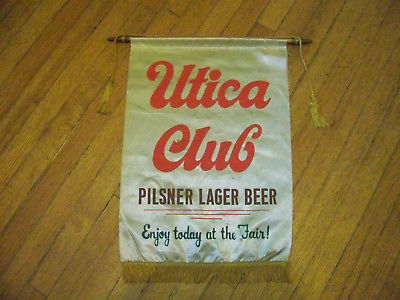 Utica
Club
PILSNER LAGER BEER
Enjoy today at the Fair!